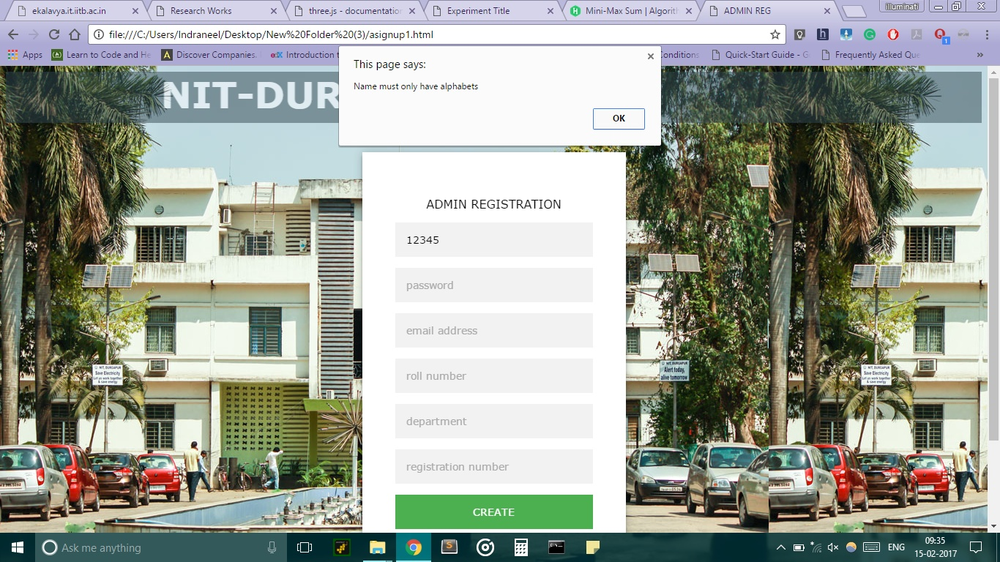 ekalavya.it.iitb.ac.in
Research Works
three.js - documentation
Experiment Title
Mini-Max Sum | Algorith
ADMIN REG
illuminati
file:///C:/Users/Indraneel/Desktop/New%20Folder%20(3)/asignup1.html
1
Apps
Learn to Code and He
Discover Companies.
Introduction t
Conditions
Quick-Start Guide - G
Frequently Asked Que
»
This page says:
Name must only have alphabets
OK
NIT-DUR
ADMIN REGISTRATION
12345
password
email address
roll number
department
registration number
CREATE
NIT, DURGAPUR
Save Electricity
Let us work together
& save energy
NIT, DURGAPUR
Alert today,
alive tomorrow
NIT, DURGAPUR
Save Electricity
Let us work together
& save energy
Ask me anything
ENG
09:35
15-02-2017